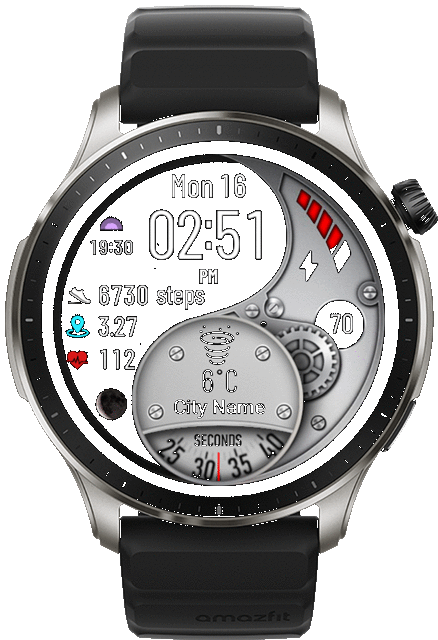 Mon 16
02:51
19:30
PM
6730 steps
3.27
70
112
6°C
City Name
SECONDS
25 30 35 40
amazfit